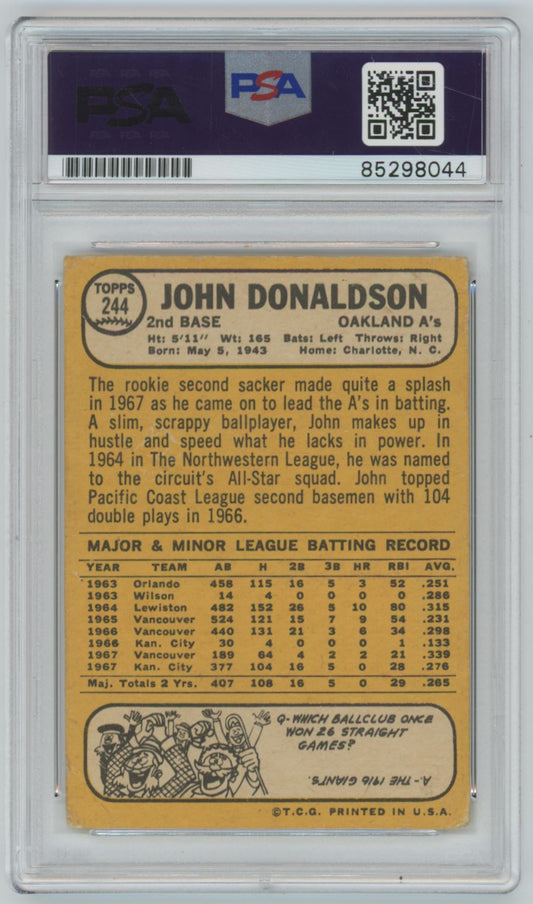 PSA
PSA
85298044
TOPPS
244
JOHN DONALDSON
2nd BASE OAKLAND A's
Ht: 5'11" Wt: 165 Bats: Left Throws: Right
Born: May 5, 1943 Home: Charlotte, N. C.
The rookie second sacker made quite a splash
in 1967 as he came on to lead the A's in batting.
A slim, scrappy ballplayer, John makes up in
hustle and speed what he lacks in power. In
1964 in The Northwestern League, he was named
to the circuit's All-Star squad. John topped
Pacific Coast League second basemen with 104
double plays in 1966.
MAJOR & MINOR LEAGUE BATTING RECORD
YEAR TEAM AB H 2B 3B HR RBI AVG.
1963 Orlando 458 115 16 5 3 52 .251
1963 Wilson 14 4 0 0 0 0 .286
1964 Lewiston 482 152 26 5 10 80 .315
1965 Vancouver 524 121 15 7 9 54 .231
1966 Vancouver 440 131 21 3 6 34 .298
1966 Kan. City 30 4 0 0 0 1 .133
1967 Vancouver 189 64 4 2 2 21 .339
1967 Kan. City 377 104 16 5 0 28 .276
Maj. Totals 2 Yrs. 407 108 16 5 0 29 .265
Q-WHICH BALLCLUB ONCE
WON 26 STRAIGHT
GAMES?
A-THE 1916 GIANTS.
©T.C.G. PRINTED IN U.S.A.